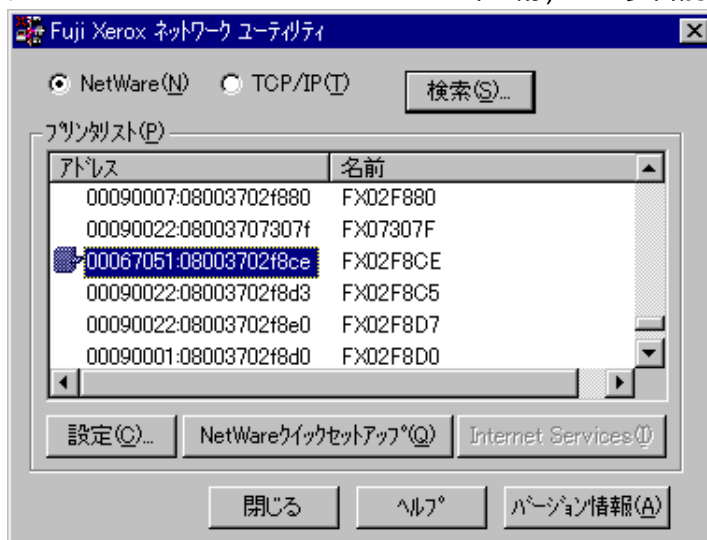 Fuji Xerox ネットワーク ユーティリティ
NetWare(N) TCP/IP(T) 検索(S)...
プリンタリスト(P)
アドレス 名前
00090007:08003702f880 FX02F880
00090022:08003707307f FX07307F
00067051:08003702f8ce FX02F8CE
00090022:08003702f8d3 FX02F8C5
00090022:08003702f8e0 FX02F8D7
00090001:08003702f8d0 FX02F8D0
設定(C)... NetWareクイックセットアップ(Q) Internet Services(I)
閉じる ヘルプ バージョン情報(A)